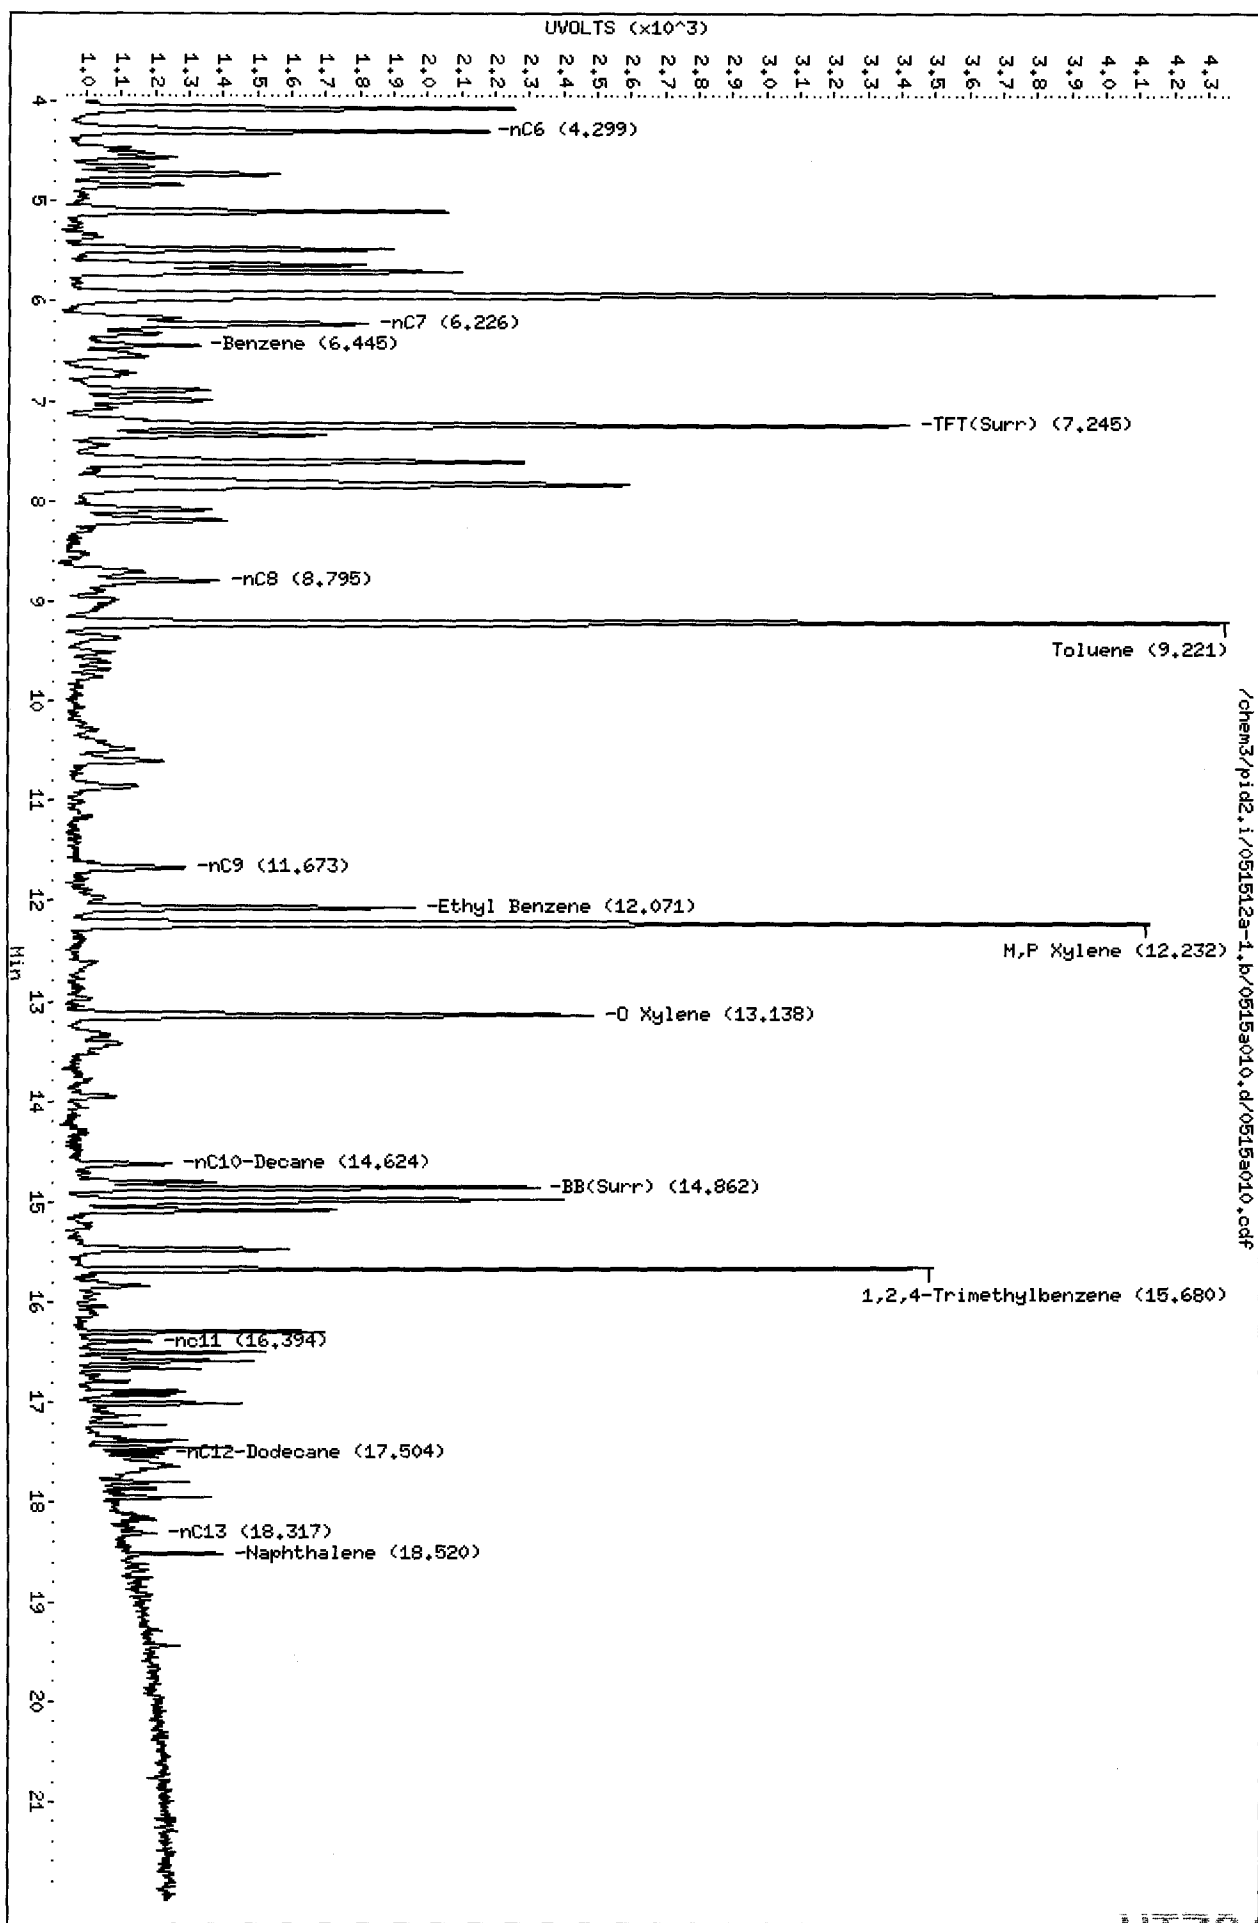 UVOLTS (x10^3)
1.0
1.1
1.2
1.3
1.4
1.5
1.6
1.7
1.8
1.9
2.0
2.1
2.2
2.3
2.4
2.5
2.6
2.7
2.8
2.9
3.0
3.1
3.2
3.3
3.4
3.5
3.6
3.7
3.8
3.9
4.0
4.1
4.2
4.3
4
5
6
7
8
9
10
11
12
13
14
15
16
17
18
19
20
21
Min
-nC6 (4.299)
-nC7 (6.226)
-Benzene (6.445)
-TFT(Surr) (7.245)
-nC8 (8.795)
Toluene (9.221)
-nC9 (11.673)
-Ethyl Benzene (12.071)
M,P Xylene (12.232)
-O Xylene (13.138)
-nC10-Decane (14.624)
-BB(Surr) (14.862)
1,2,4-Trimethylbenzene (15.680)
-nc11 (16.394)
-nC12-Dodecane (17.504)
-nC13 (18.317)
-Naphthalene (18.520)
/chem3/pid2.i/051512a-1.b/0515a010.d/0515a010.cdf